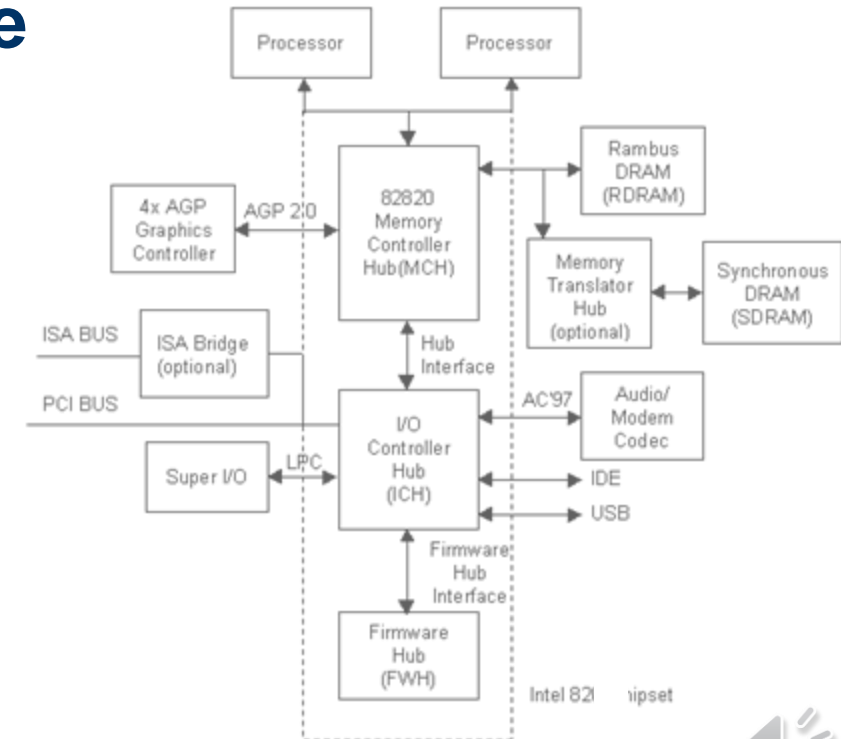 e
Processor
Processor
82820
Memory
Controller
Hub(MCH)
Rambus
DRAM
(RDRAM)
4x AGP
Graphics
Controller
AGP 2.0
Memory
Translator
Hub
(optional)
Synchronous
DRAM
(SDRAM)
ISA BUS
ISA Bridge
(optional)
Hub
Interface
PCI BUS
I/O
Controller
Hub
(ICH)
AC'97
Audio/
Modem
Codec
Super I/O
LPC
IDE
USB
Firmware
Hub
Interface
Firmware
Hub
(FWH)
Intel